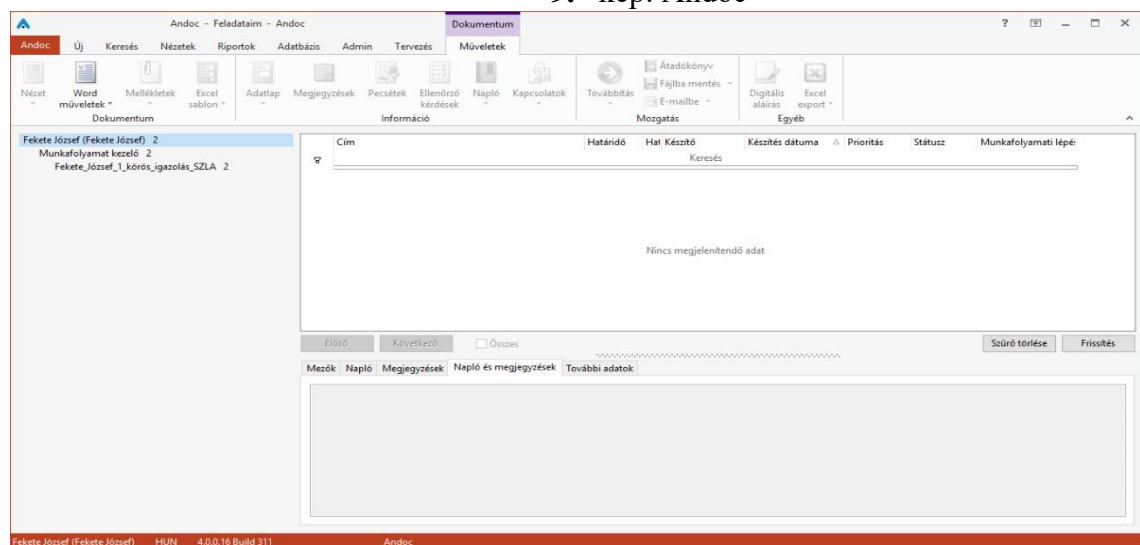 9. kép: Andoc
Andoc - Feladataim - Andoc
Dokumentum
?
Andoc Új Keresés Nézetek Riportok Adatbázis Admin Tervezés Műveletek
Nézet
Word műveletek
Mellékletek
Excel sablon
Dokumentum
Adatlap
Megjegyzések
Pecsétek
Ellenőrző kérdések
Napló
Kapcsolatok
Információ
Továbbítás
Átadókönyv
Fájlba mentés
E-mailbe
Mozgatás
Digitális aláírás
Excel export
Egyéb
Fekete József (Fekete József) 2
Munkafolyamat kezelő 2
Fekete_József_1_körös_igazolás_SZLA 2
Cím Határidő Hat Készítő Készítés dátuma Prioritás Státusz Munkafolyamati lépés
Keresés
Nincs megjelenítendő adat
Előző Következő Összes Szűrő törlése Frissítés
Mezők Napló Megjegyzések Napló és megjegyzések További adatok
Fekete József (Fekete József) HUN 4.0.0.16 Build 311 Andoc